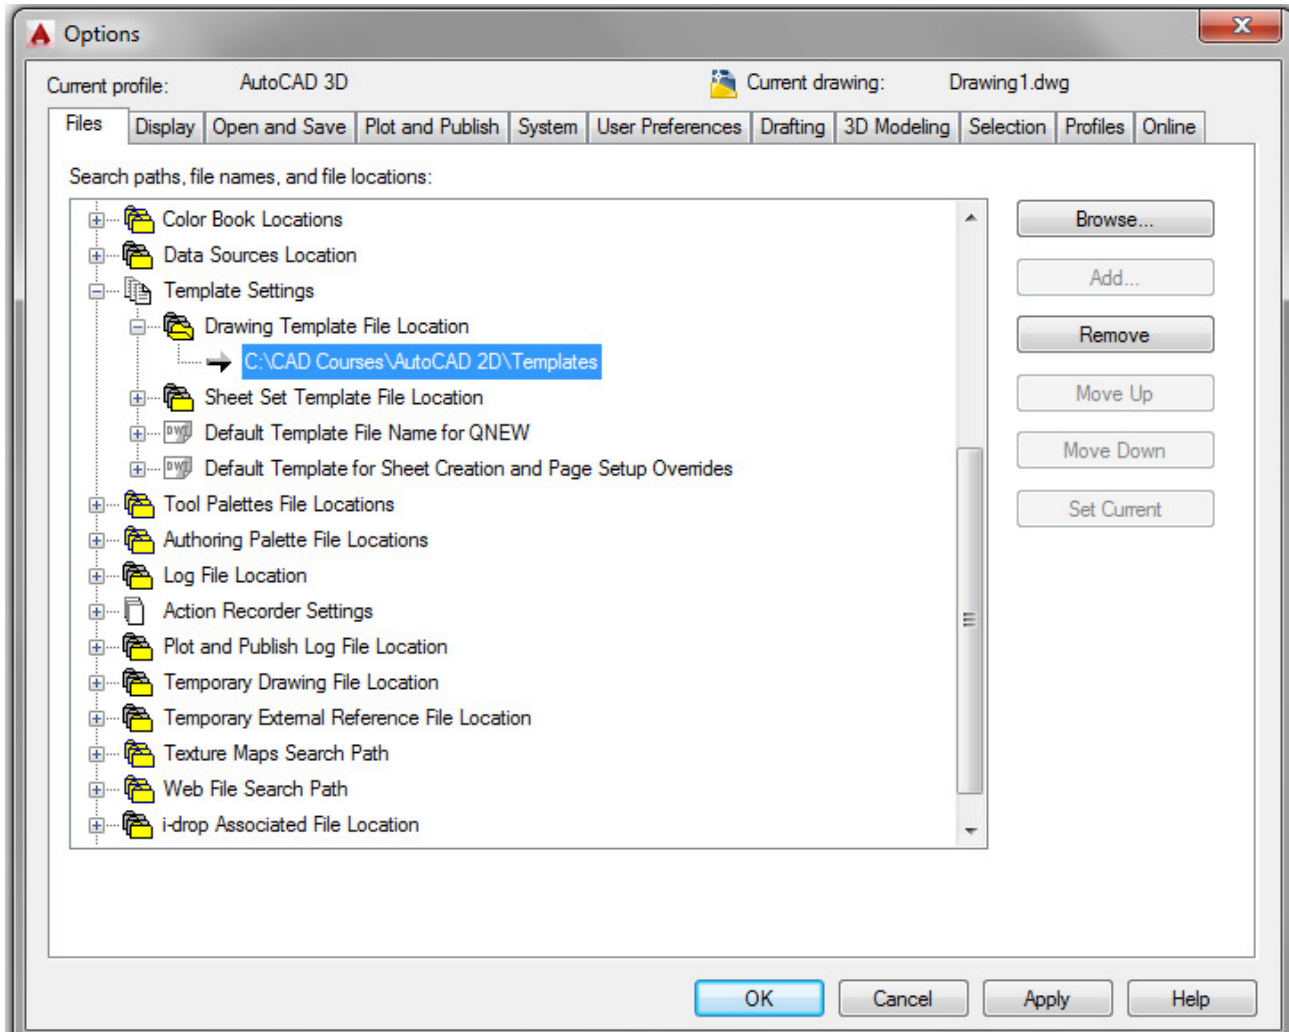 Options
Current profile: AutoCAD 3D Current drawing: Drawing1.dwg
Files Display Open and Save Plot and Publish System User Preferences Drafting 3D Modeling Selection Profiles Online
Search paths, file names, and file locations:
Color Book Locations
Data Sources Location
Template Settings
Drawing Template File Location
C:\CAD Courses\AutoCAD 2D\Templates
Sheet Set Template File Location
Default Template File Name for QNEW
Default Template for Sheet Creation and Page Setup Overrides
Tool Palettes File Locations
Authoring Palette File Locations
Log File Location
Action Recorder Settings
Plot and Publish Log File Location
Temporary Drawing File Location
Temporary External Reference File Location
Texture Maps Search Path
Web File Search Path
i-drop Associated File Location
Browse...
Add...
Remove
Move Up
Move Down
Set Current
OK Cancel Apply Help